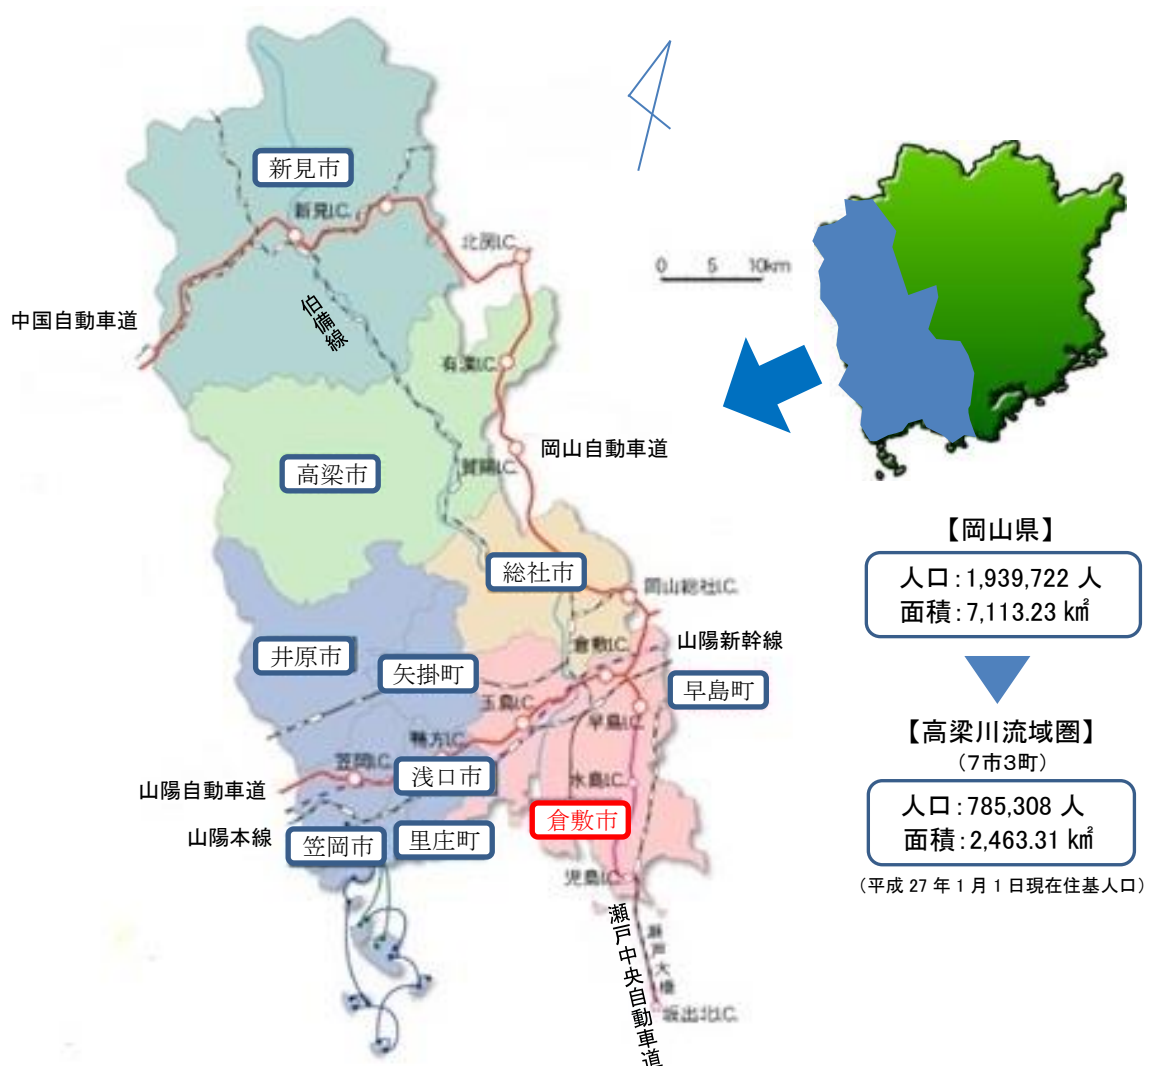 新見市
新見I.C.
北房I.C.
0 5 10km
伯備線
中国自動車道
有漢I.C.
岡山自動車道
賀陽I.C.
高梁市
総社市
岡山総社I.C.
【岡山県】
人口：1,939,722 人
面積：7,113.23 ㎢
井原市
矢掛町
倉敷I.C.
山陽新幹線
早島町
玉島I.C.
早島I.C.
鴨方I.C.
笠岡I.C.
浅口市
水島I.C.
山陽自動車道
山陽本線
笠岡市
里庄町
倉敷市
児島I.C.
【高梁川流域圏】
（7市3町）
人口：785,308 人
面積：2,463.31 ㎢
（平成 27 年 1 月 1 日現在住基人口）
瀬戸中央自動車道
瀬戸大橋
坂出北I.C.